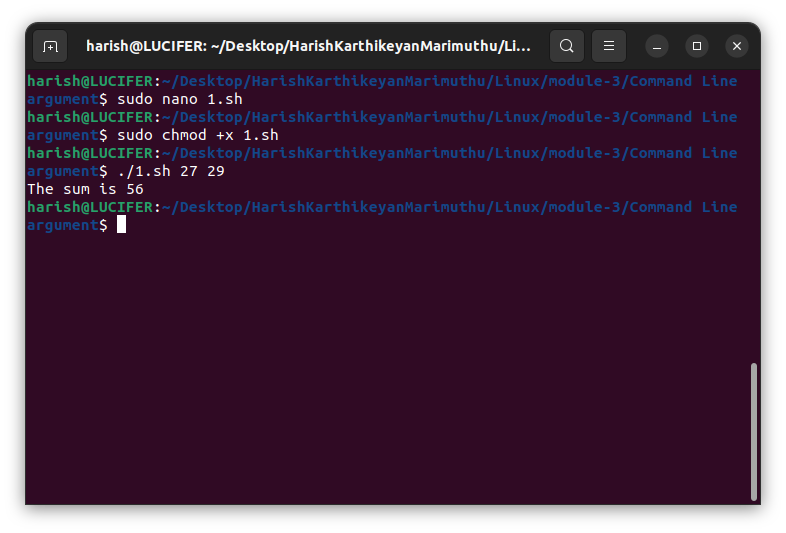 harish@LUCIFER: ~/Desktop/HarishKarthikeyanMarimuthu/Li...
harish@LUCIFER:~/Desktop/HarishKarthikeyanMarimuthu/Linux/module-3/Command Line
argument$ sudo nano 1.sh
harish@LUCIFER:~/Desktop/HarishKarthikeyanMarimuthu/Linux/module-3/Command Line
argument$ sudo chmod +x 1.sh
harish@LUCIFER:~/Desktop/HarishKarthikeyanMarimuthu/Linux/module-3/Command Line
argument$ ./1.sh 27 29
The sum is 56
harish@LUCIFER:~/Desktop/HarishKarthikeyanMarimuthu/Linux/module-3/Command Line
argument$